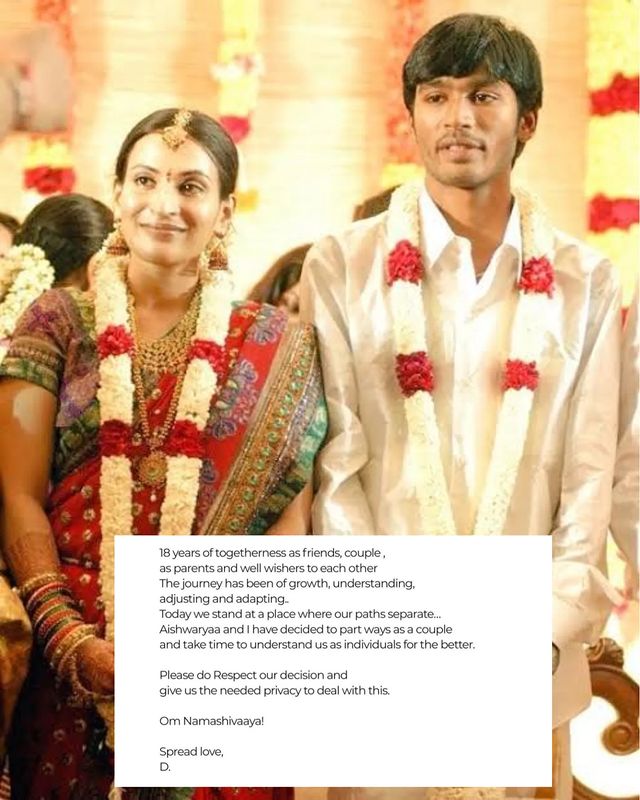 18 years of togetherness as friends, couple ,
as parents and well wishers to each other
The journey has been of growth, understanding,
adjusting and adapting..
Today we stand at a place where our paths separate...
Aishwaryaa and I have decided to part ways as a couple
and take time to understand us as individuals for the better.
Please do Respect our decision and
give us the needed privacy to deal with this.
Om Namashivaaya!
Spread love,
D.